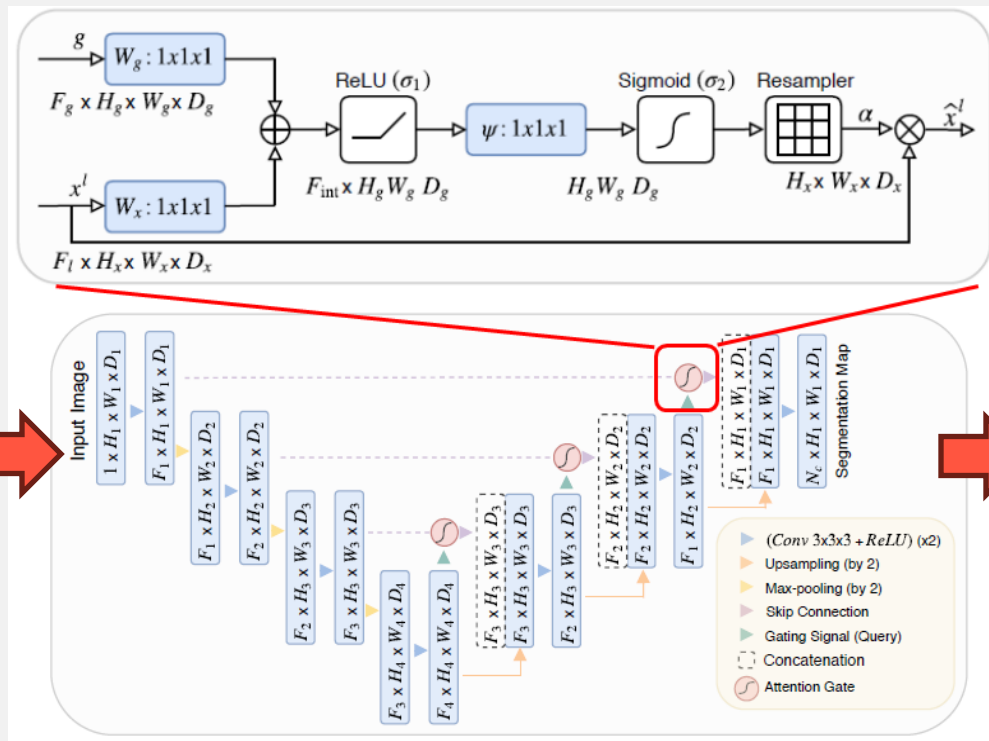 g
W_g : 1x1x1
F_g x H_g x W_g x D_g
x^l
W_x : 1x1x1
F_l x H_x x W_x x D_x
ReLU (σ_1)
F_int x H_g W_g D_g
ψ : 1x1x1
Sigmoid (σ_2)
H_g W_g D_g
Resampler
α
H_x x W_x x D_x
x̂^l
Input Image
1 x H_1 x W_1 x D_1
F_1 x H_1 x W_1 x D_1
F_1 x H_2 x W_2 x D_2
F_2 x H_2 x W_2 x D_2
F_2 x H_3 x W_3 x D_3
F_3 x H_3 x W_3 x D_3
F_3 x H_4 x W_4 x D_4
F_4 x H_4 x W_4 x D_4
F_3 x H_3 x W_3 x D_3
F_3 x H_3 x W_3 x D_3
F_2 x H_3 x W_3 x D_3
F_2 x H_2 x W_2 x D_2
F_2 x H_2 x W_2 x D_2
F_1 x H_2 x W_2 x D_2
F_1 x H_1 x W_1 x D_1
F_1 x H_1 x W_1 x D_1
N_c x H_1 x W_1 x D_1
Segmentation Map
(Conv 3x3x3 + ReLU) (x2)
Upsampling (by 2)
Max-pooling (by 2)
Skip Connection
Gating Signal (Query)
Concatenation
Attention Gate